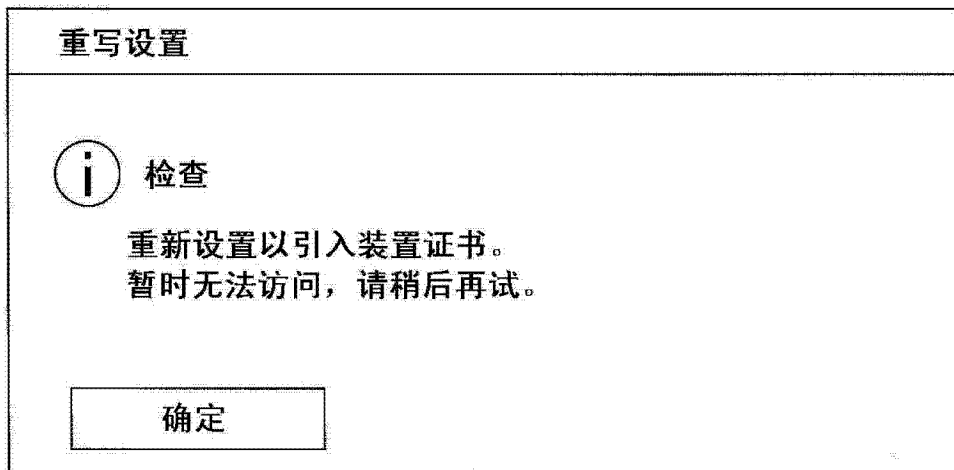 重写设置
i 检查
重新设置以引入装置证书。
暂时无法访问，请稍后再试。
确定